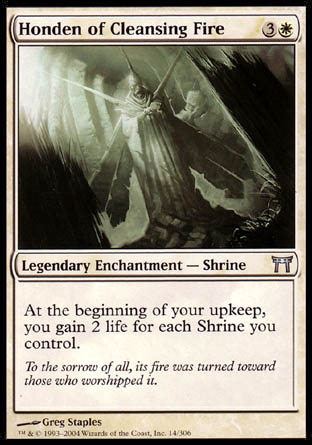 Honden of Cleansing Fire 3
Legendary Enchantment — Shrine
At the beginning of your upkeep,
you gain 2 life for each Shrine you
control.
To the sorrow of all, its fire was turned toward
those who worshipped it.
Greg Staples
™ & © 1993–2004 Wizards of the Coast, Inc. 14/306